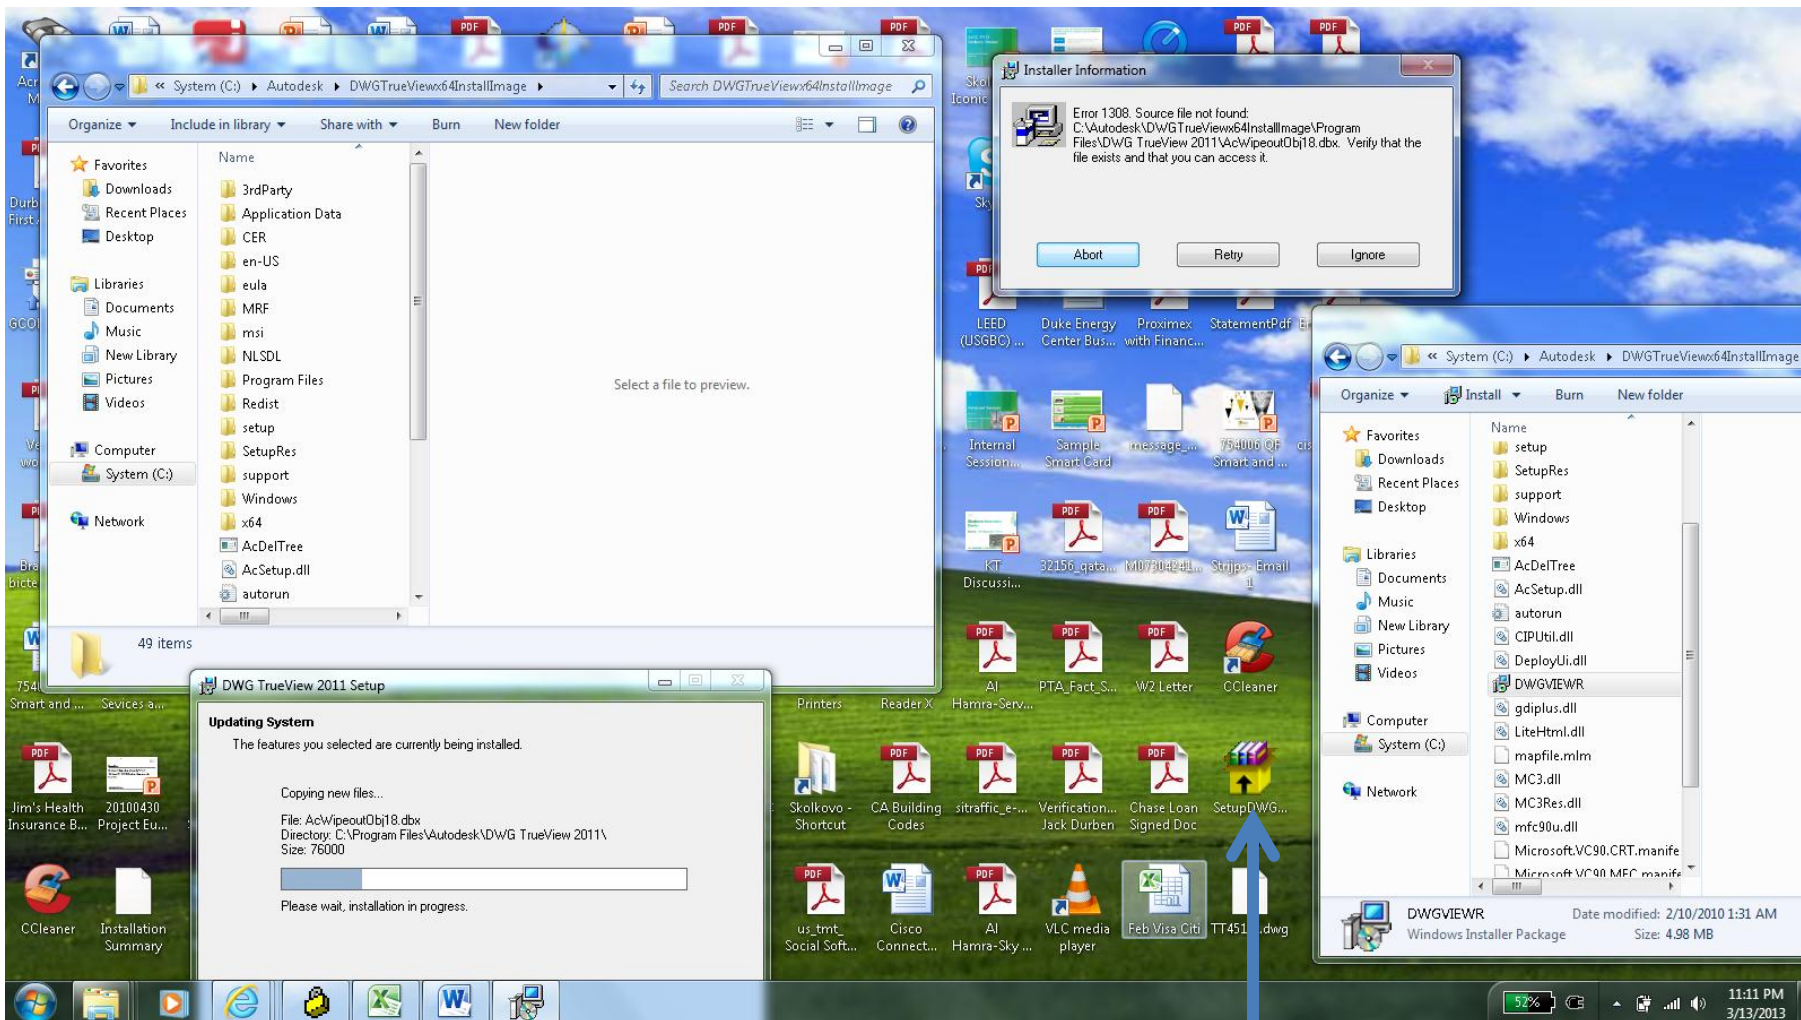 System (C:) Autodesk DWGTrueViewx64InstallImage
Search DWGTrueViewx64InstallImage
Organize Include in library Share with Burn New folder
Favorites
Downloads
Recent Places
Desktop
Libraries
Documents
Music
New Library
Pictures
Videos
Computer
System (C:)
Network
Name
3rdParty
Application Data
CER
en-US
eula
MRF
msi
NLSDL
Program Files
Redist
setup
SetupRes
support
Windows
x64
AcDelTree
AcSetup.dll
autorun
Select a file to preview.
49 items
Installer Information
Error 1308. Source file not found:
C:\Autodesk\DWGTrueViewx64InstallImage\Program
Files\DWG TrueView 2011\AcWipeoutObj18.dbx. Verify that the
file exists and that you can access it.
Abort Retry Ignore
LEED
(USGBC) ...
Duke Energy
Center Bus...
Proximex
with Financ...
StatementPdf
Internal
Session...
Sample
Smart Card
message_...
754006 QF
Smart and ...
KT
Discussi...
32156_qata...
M07304241...
Strijps- Email
1
Al
Hamra-Serv...
PTA_Fact_S...
W2 Letter
CCleaner
Printers
Reader X
Skolkovo -
Shortcut
CA Building
Codes
sitraffic_e-...
Verification...
Jack Durben
Chase Loan
Signed Doc
SetupDWG...
us_tmt_
Social Soft...
Cisco
Connect...
Al
Hamra-Sky ...
VLC media
player
Feb Visa Citi
DWG TrueView 2011 Setup
Updating System
The features you selected are currently being installed.
Copying new files...
File: AcWipeoutObj18.dbx
Directory: C:\Program Files\Autodesk\DWG TrueView 2011\
Size: 76000
Please wait, installation in progress.
Smart and ...
Sevices a...
Jim's Health
Insurance B...
20100430
Project Eu...
CCleaner
Installation
Summary
System (C:) Autodesk DWGTrueViewx64InstallImage
Organize Install Burn New folder
Favorites
Downloads
Recent Places
Desktop
Libraries
Documents
Music
New Library
Pictures
Videos
Computer
System (C:)
Network
Name
setup
SetupRes
support
Windows
x64
AcDelTree
AcSetup.dll
autorun
CIPUtil.dll
DeployUi.dll
DWGVIEWR
gdiplus.dll
LiteHtml.dll
mapfile.mlm
MC3.dll
MC3Res.dll
mfc90u.dll
Microsoft.VC90.CRT.manife
Microsoft.VC90.MFC.manife
DWGVIEWR Date modified: 2/10/2010 1:31 AM
Windows Installer Package Size: 4.98 MB
52%
11:11 PM
3/13/2013